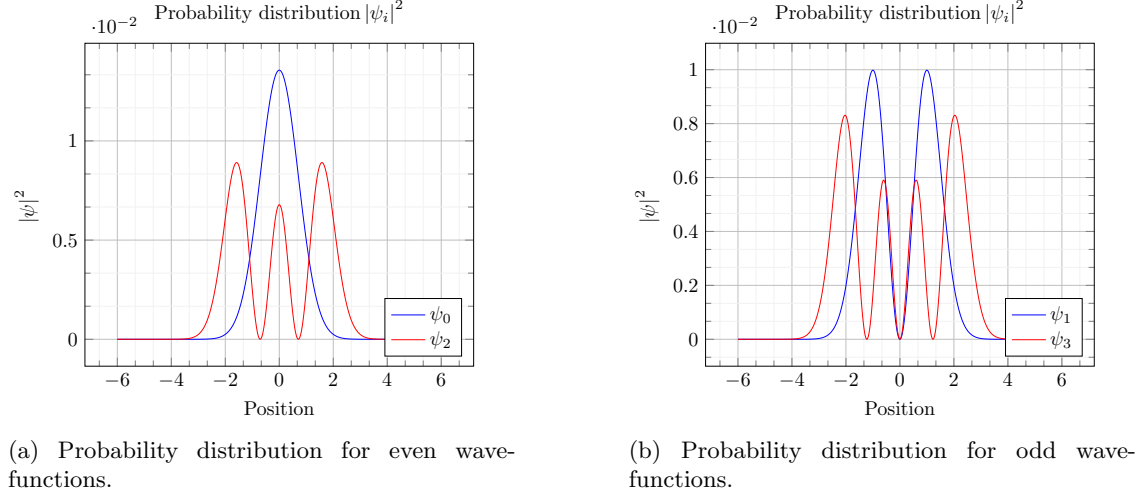 Probability distribution |ψᵢ|²
·10⁻²
1
0.5
0
|ψ|²
−6 −4 −2 0 2 4 6
Position
ψ₀
ψ₂
(a) Probability distribution for even wave-
functions.
Probability distribution |ψᵢ|²
·10⁻²
1
0.8
0.6
0.4
0.2
0
|ψ|²
−6 −4 −2 0 2 4 6
Position
ψ₁
ψ₃
(b) Probability distribution for odd wave-
functions.